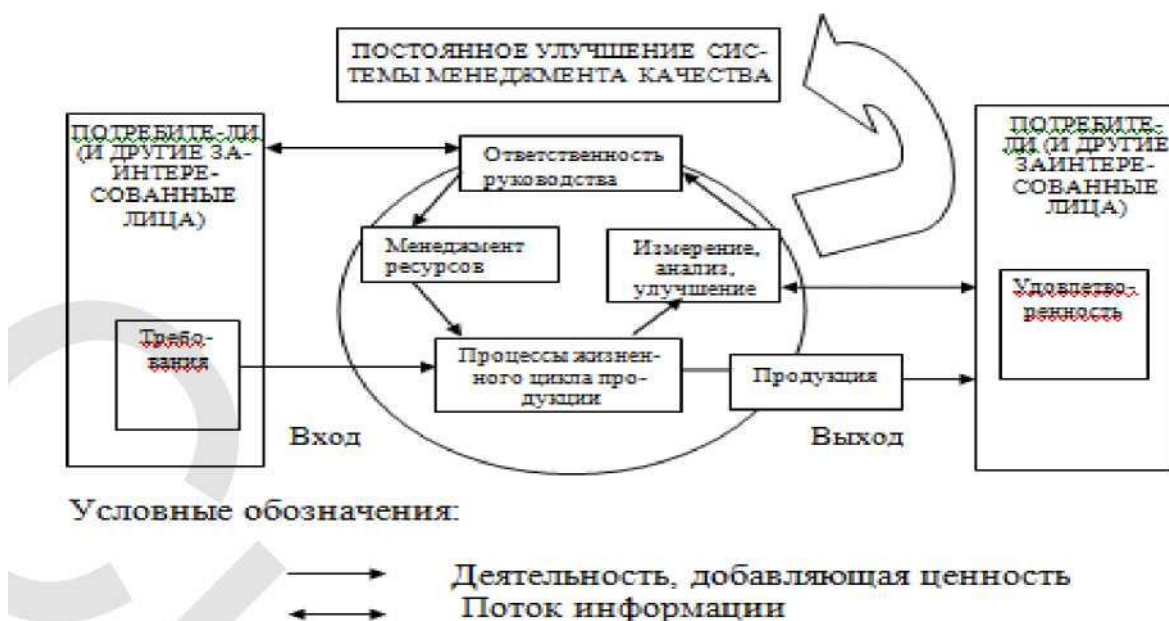 ПОСТОЯННОЕ УЛУЧШЕНИЕ СИС-
ТЕМЫ МЕНЕДЖМЕНТА КАЧЕСТВА
ПОТРЕБИТЕ-ЛИ
(И ДРУГИЕ ЗА-
ИНТЕРЕ-
СОВАННЫЕ
ЛИЦА)
Требо-
вания
Ответственность
руководства
Менеджмент
ресурсов
Измерение,
анализ,
улучшение
Процессы жизнен-
ного цикла про-
дукции
Продукция
Вход
Выход
ПОТРЕБИТЕ-
ЛИ (И ДРУГИЕ
ЗАИНТЕРЕ-
СОВАННЫЕ
ЛИЦА)
Удовлетво-
ренность
Условные обозначения:
Деятельность, добавляющая ценность
Поток информации